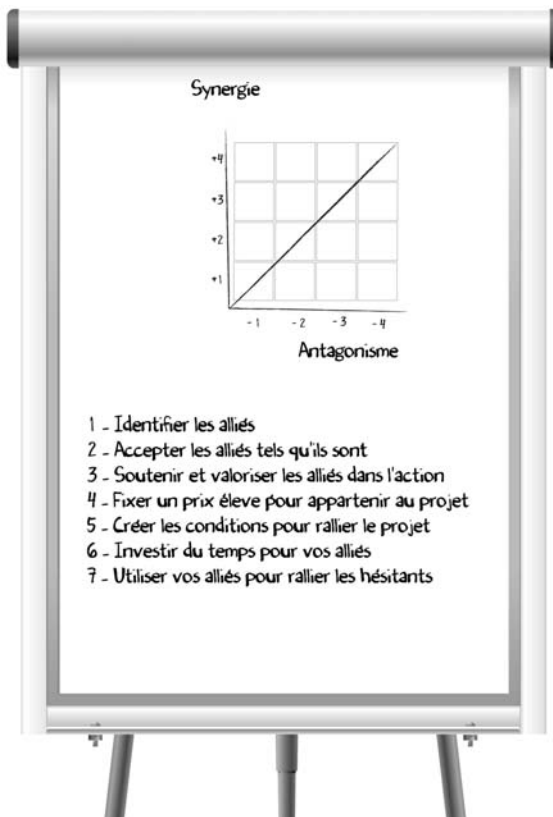 Synergie
+4
+3
+2
+1
-1 -2 -3 -4
Antagonisme
1 - Identifier les alliés
2 - Accepter les alliés tels qu'ils sont
3 - Soutenir et valoriser les alliés dans l'action
4 - Fixer un prix éleve pour appartenir au projet
5 - Créer les conditions pour rallier le projet
6 - Investir du temps pour vos alliés
7 - Utiliser vos alliés pour rallier les hésitants